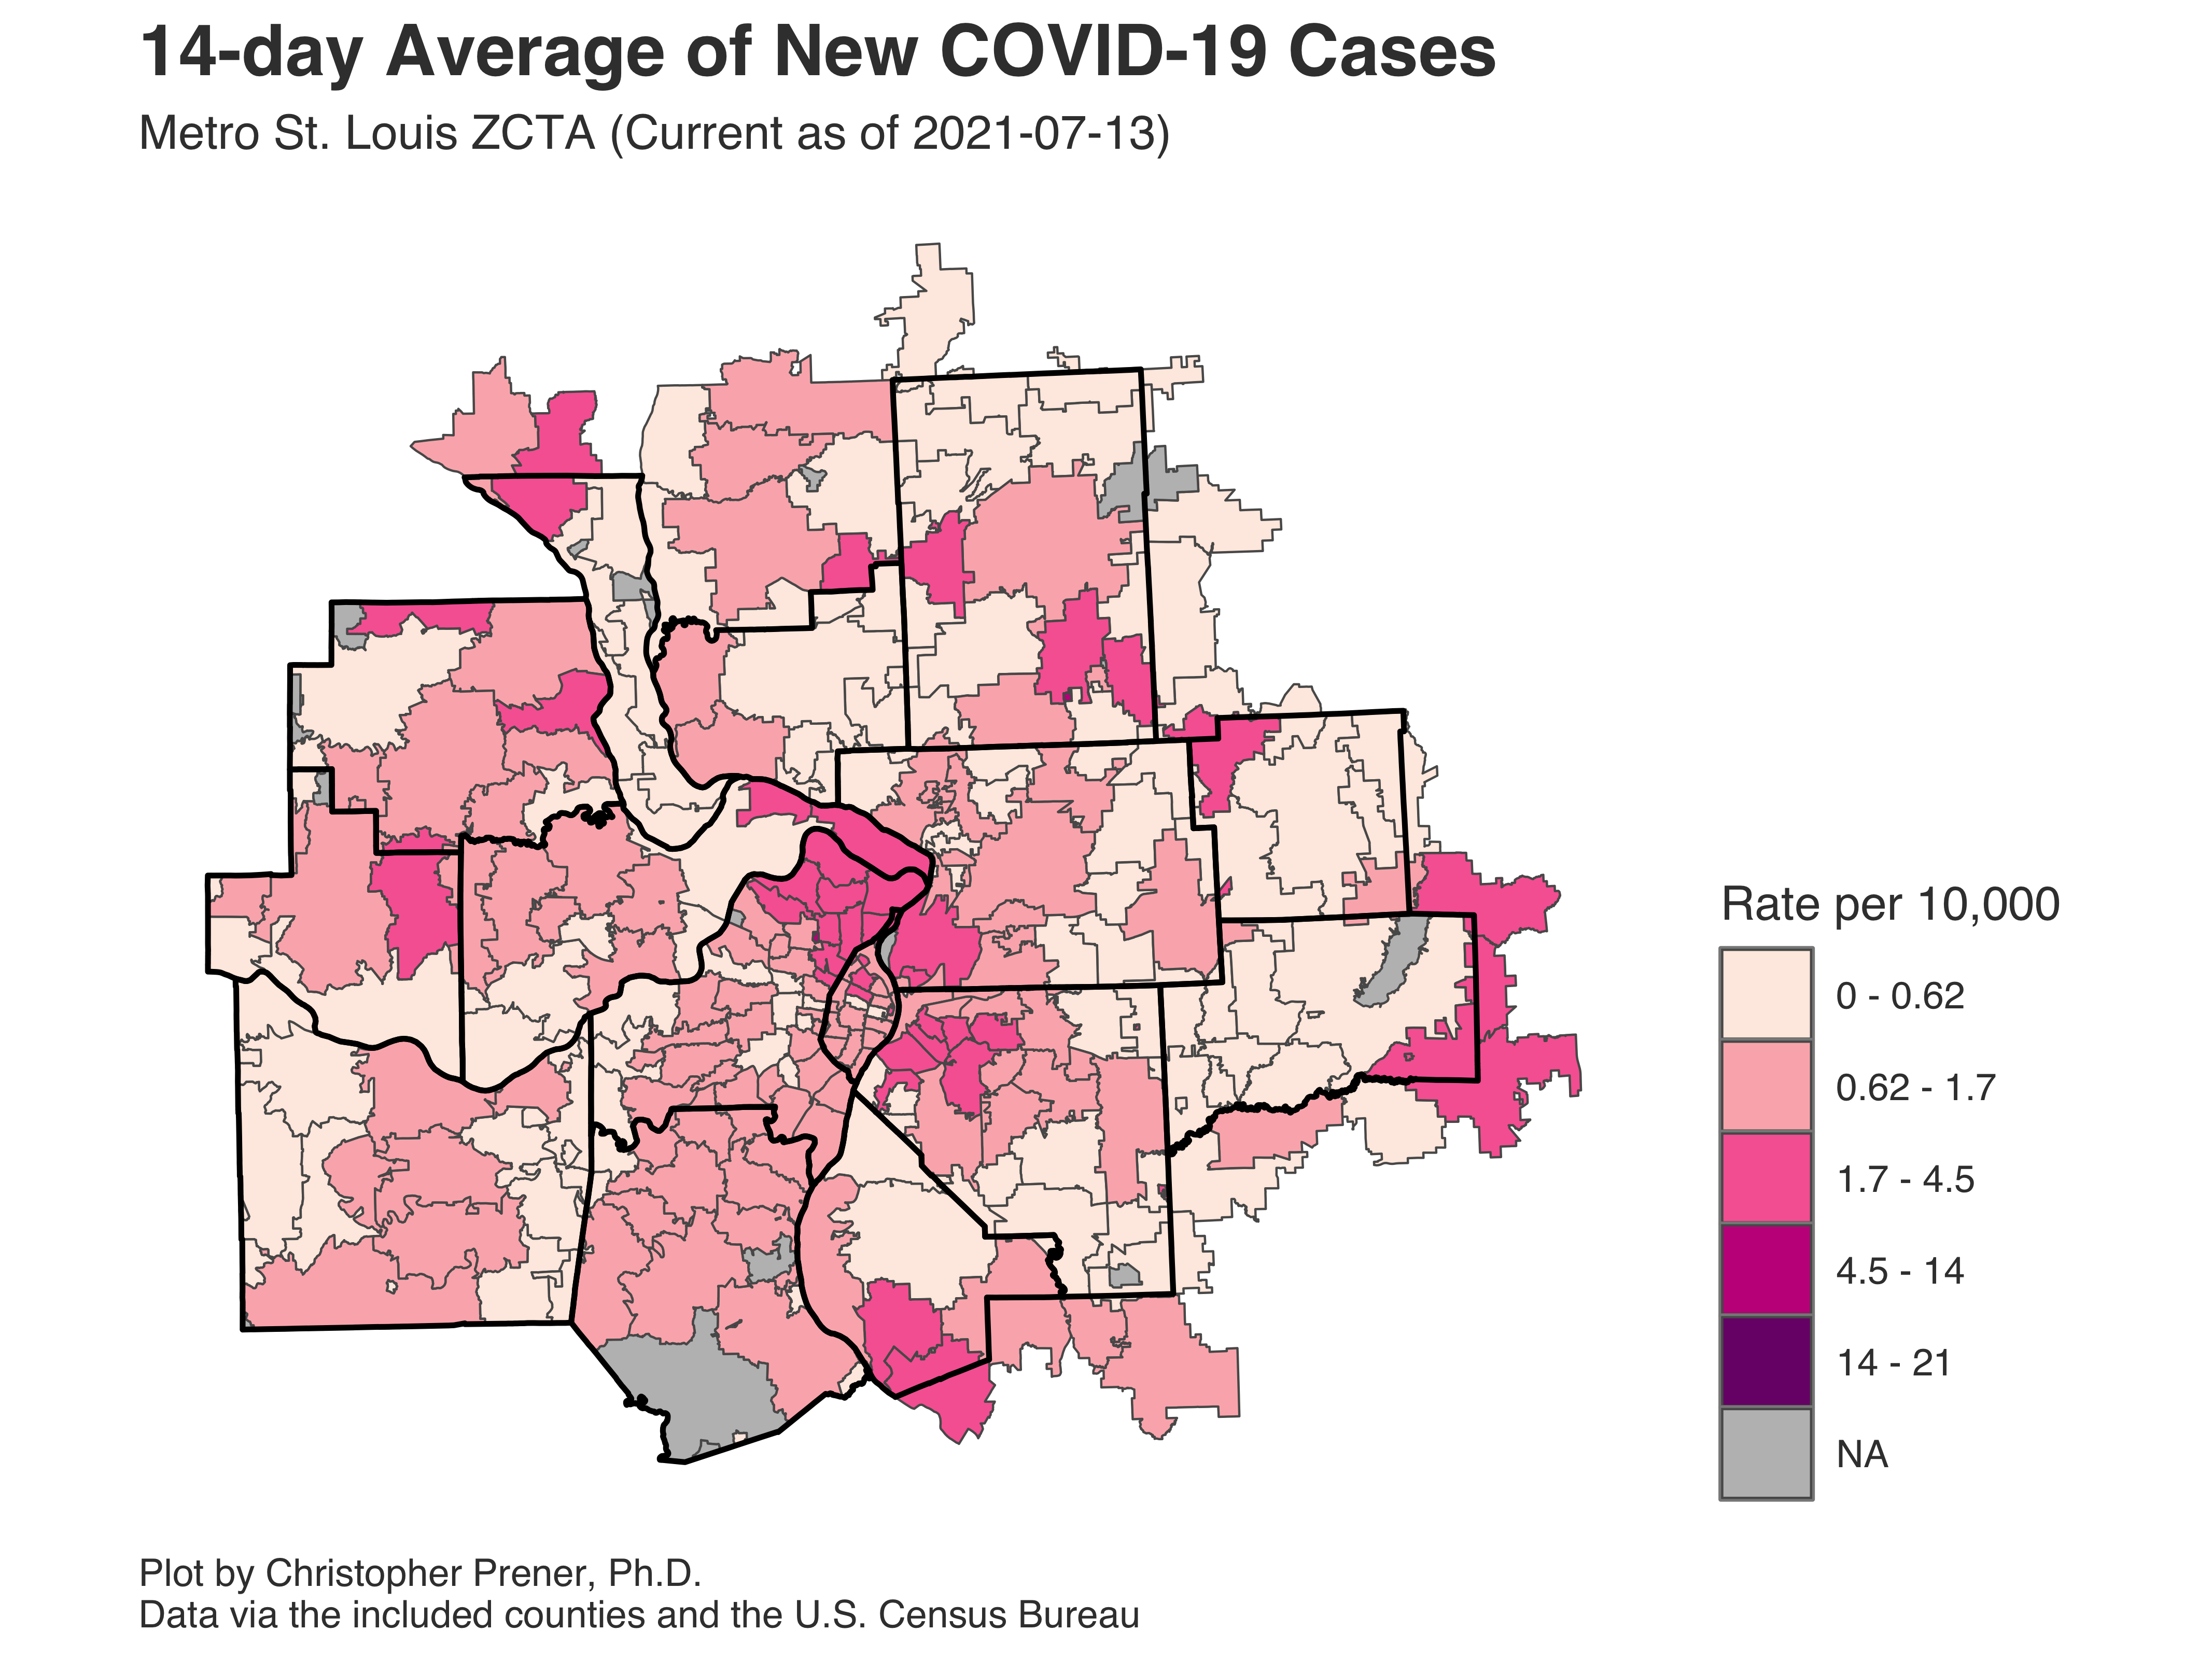 14-day Average of New COVID-19 Cases
Metro St. Louis ZCTA (Current as of 2021-07-13)
Rate per 10,000
0 - 0.62
0.62 - 1.7
1.7 - 4.5
4.5 - 14
14 - 21
NA
Plot by Christopher Prener, Ph.D.
Data via the included counties and the U.S. Census Bureau